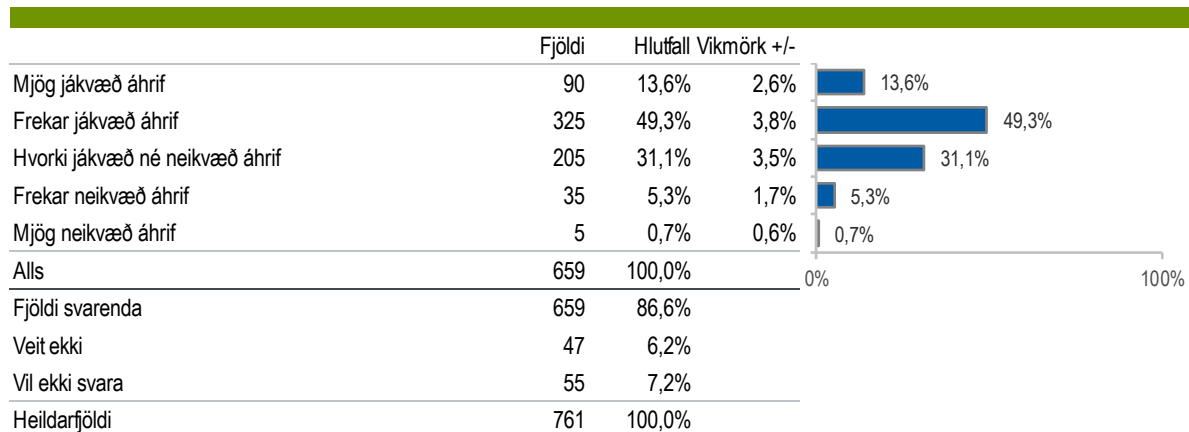 Fjöldi Hlutfall Vikmörk +/-
Mjög jákvæð áhrif 90 13,6% 2,6% 13,6%
Frekar jákvæð áhrif 325 49,3% 3,8% 49,3%
Hvorki jákvæð né neikvæð áhrif 205 31,1% 3,5% 31,1%
Frekar neikvæð áhrif 35 5,3% 1,7% 5,3%
Mjög neikvæð áhrif 5 0,7% 0,6% 0,7%
Alls 659 100,0% 0% 100%
Fjöldi svarenda 659 86,6%
Veit ekki 47 6,2%
Vil ekki svara 55 7,2%
Heildarfjöldi 761 100,0%